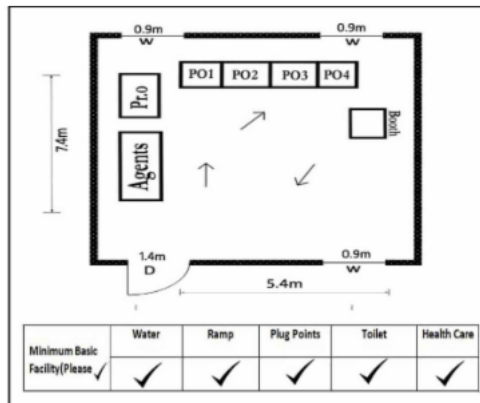 0.9m
W
0.9m
W
PO1 PO2 PO3 PO4
Pr.o
Booth
7.4m
Agents
1.4m
D
0.9m
W
5.4m
Minimum Basic Facility(Please ✓ Water Ramp Plug Points Toilet Health Care
✓ ✓ ✓ ✓ ✓